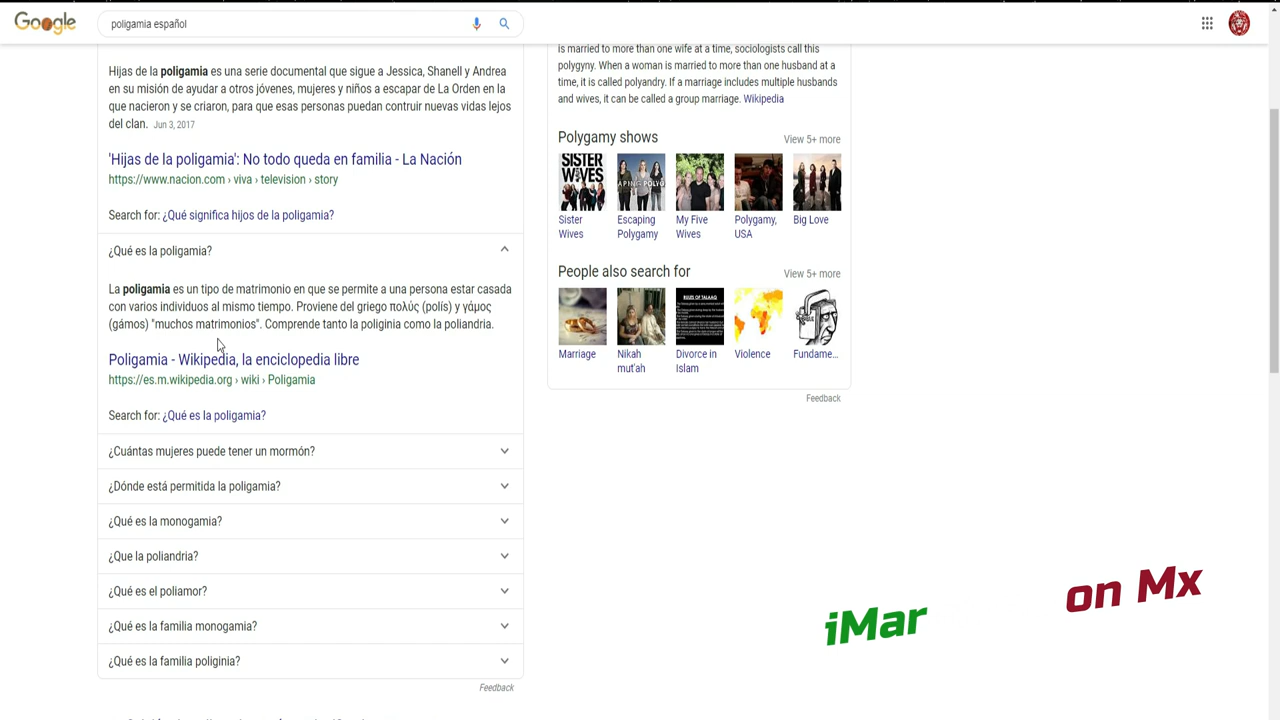 Google
poligamia español
Hijas de la poligamia es una serie documental que sigue a Jessica, Shanell y Andrea
en su misión de ayudar a otros jóvenes, mujeres y niños a escapar de La Orden en la
que nacieron y se criaron, para que esas personas puedan contruir nuevas vidas lejos
del clan. Jun 3, 2017
'Hijas de la poligamia': No todo queda en familia - La Nación
https://www.nacion.com › viva › television › story
Search for: ¿Qué significa hijos de la poligamia?
¿Qué es la poligamia?
La poligamia es un tipo de matrimonio en que se permite a una persona estar casada
con varios individuos al mismo tiempo. Proviene del griego πολύς (polís) y γάμος
(gámos) "muchos matrimonios". Comprende tanto la poliginia como la poliandria.
Poligamia - Wikipedia, la enciclopedia libre
https://es.m.wikipedia.org › wiki › Poligamia
Search for: ¿Qué es la poligamia?
¿Cuántas mujeres puede tener un mormón?
¿Dónde está permitida la poligamia?
¿Qué es la monogamia?
¿Que la poliandria?
¿Qué es el poliamor?
¿Qué es la familia monogamia?
¿Qué es la familia poliginia?
Feedback
is married to more than one wife at a time, sociologists call this
polygyny. When a woman is married to more than one husband at a
time, it is called polyandry. If a marriage includes multiple husbands
and wives, it can be called a group marriage. Wikipedia
Polygamy shows
View 5+ more
SISTER
WIVES
Sister
Wives
Escaping
Polygamy
My Five
Wives
Polygamy,
USA
Big Love
People also search for
View 5+ more
Marriage
Nikah
mut'ah
Divorce in
Islam
Violence
Fundame...
Feedback
iMar
on Mx